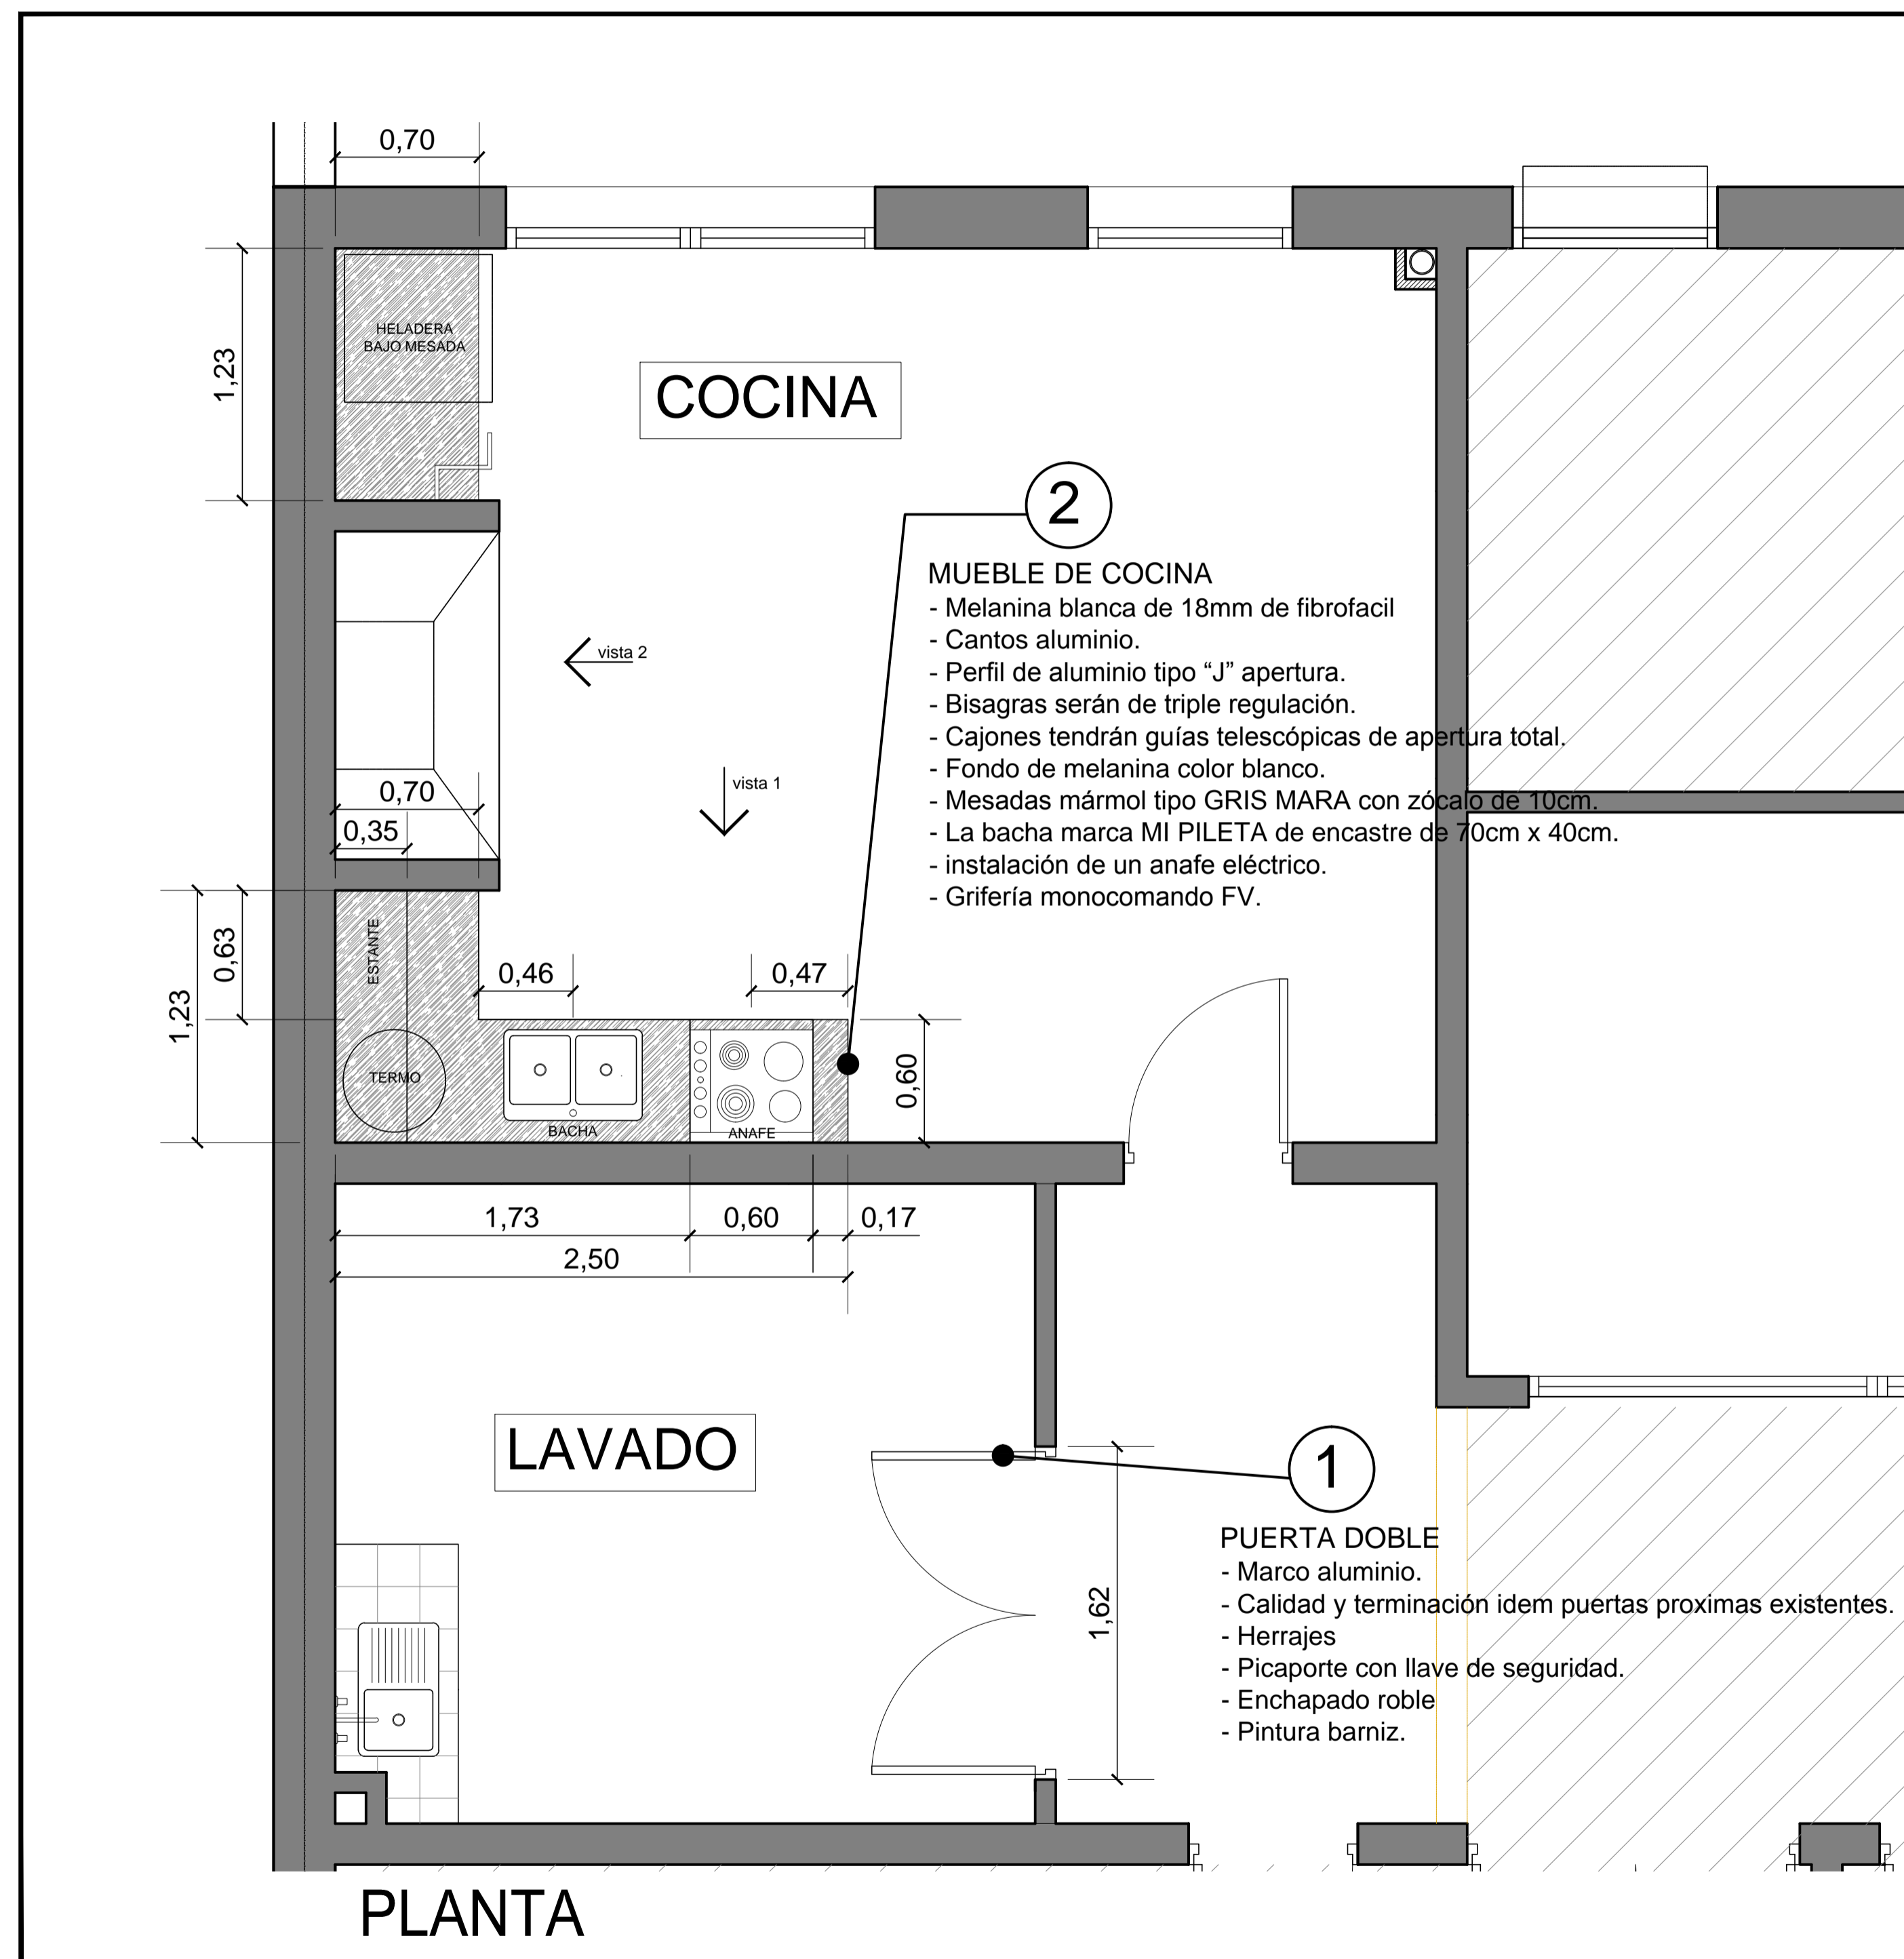 0,70
HELADERA
BAJO MESADA
1,23
COCINA
2
MUEBLE DE COCINA
- Melanina blanca de 18mm de fibrofacil
- Cantos aluminio.
- Perfil de aluminio tipo “J” apertura.
- Bisagras serán de triple regulación.
- Cajones tendrán guías telescópicas de apertura total.
- Fondo de melanina color blanco.
- Mesadas mármol tipo GRIS MARA con zócalo de 10cm.
- La bacha marca MI PILETA de encastre de 70cm x 40cm.
- instalación de un anafe eléctrico.
- Grifería monocomando FV.
vista 2
vista 1
0,70
0,35
ESTANTE
0,63
1,23
0,46
0,47
TERMO
BACHA
ANAFE
0,60
1,73
0,60
0,17
2,50
LAVADO
1
PUERTA DOBLE
- Marco aluminio.
- Calidad y terminación idem puertas proximas existentes.
- Herrajes
- Picaporte con llave de seguridad.
- Enchapado roble
- Pintura barniz.
1,62
PLANTA